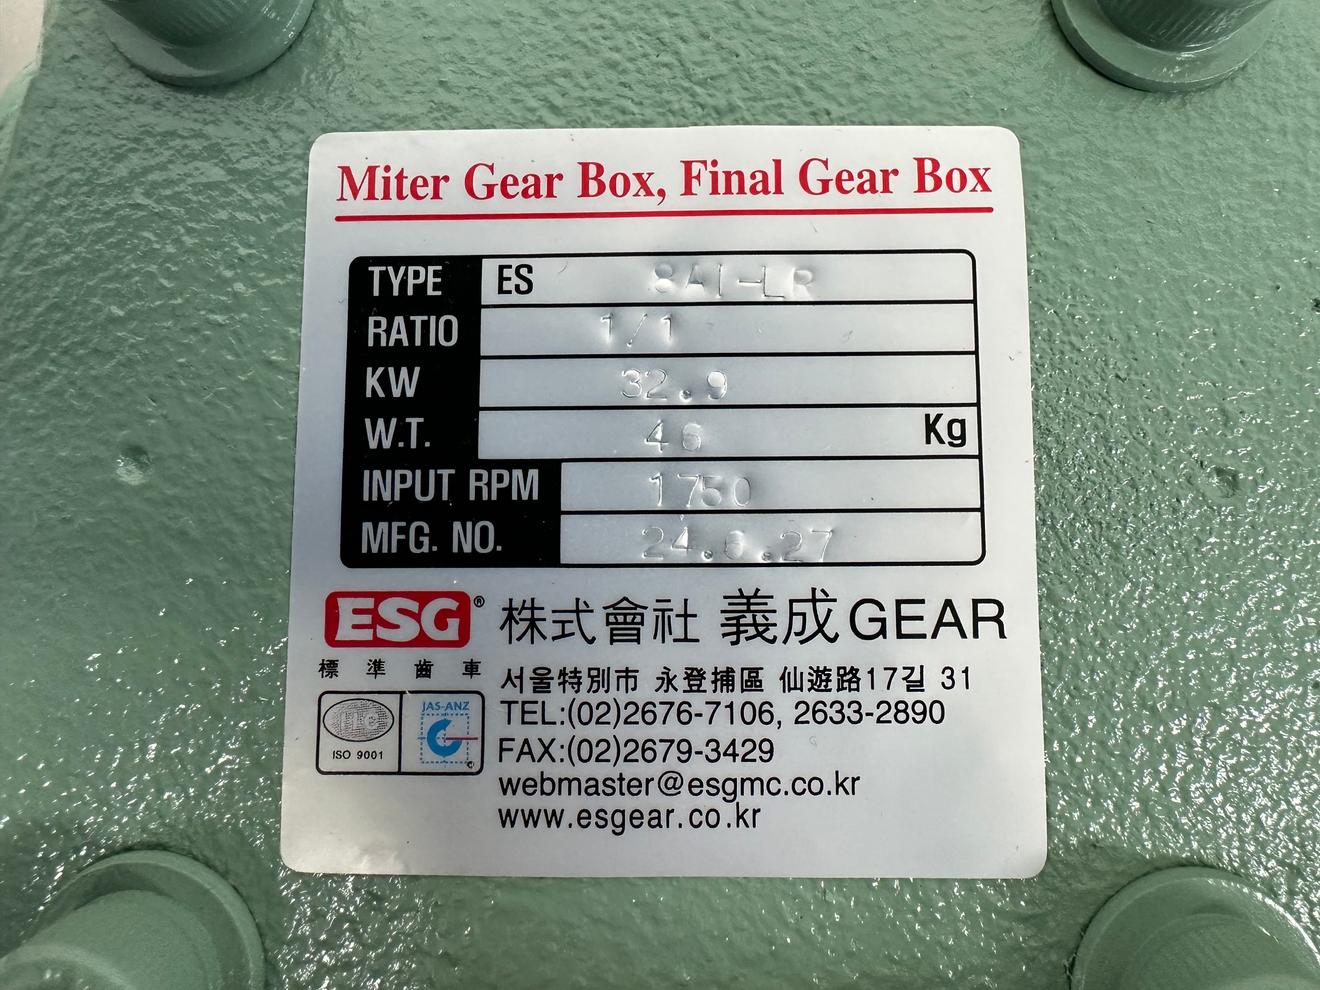 Miter Gear Box, Final Gear Box
TYPE ES 8A1-LR
RATIO 1/1
KW 32.9
W.T. 46 Kg
INPUT RPM 1750
MFG. NO. 24.6.27
ESG® 株式會社 義成GEAR
標準齒車
서울特別市 永登捕區 仙遊路17길 31
TEL:(02)2676-7106, 2633-2890
FAX:(02)2679-3429
webmaster@esgmc.co.kr
www.esgear.co.kr
JAS-ANZ
ISO 9001